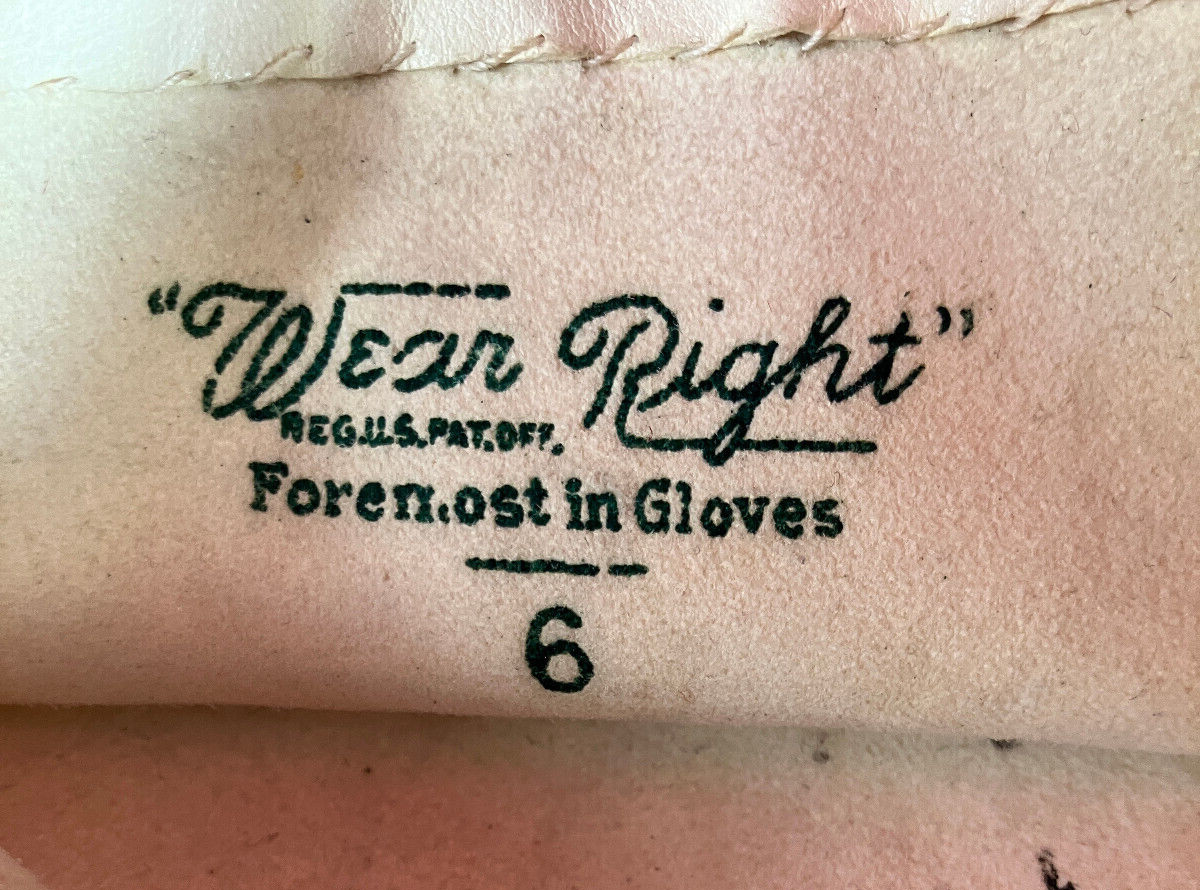 “Wear Right”
REG.U.S.PAT.OFF.
Foremost in Gloves
6